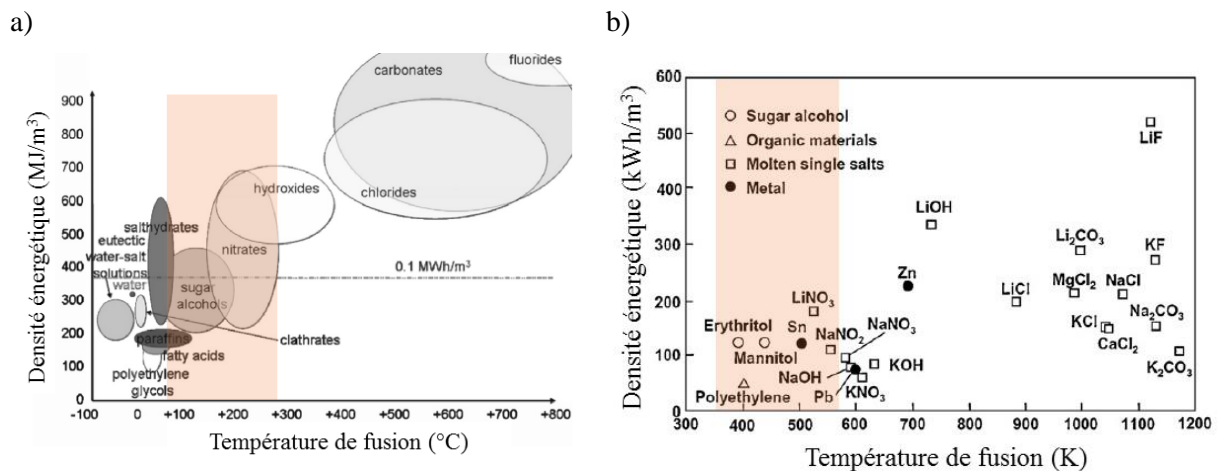 a)
Densité énergétique (MJ/m³)
900
800
700
600
500
400
300
200
100
0
-100
0
+100
+200
+300
+400
+500
+600
+700
+800
Température de fusion (°C)
fluorides
carbonates
chlorides
hydroxides
nitrates
0.1 MWh/m³
salthydrates
eutectic
water-salt
solutions
water
sugar
alcohols
paraffins
fatty acids
clathrates
polyethylene
glycols
b)
Densité énergétique (kWh/m³)
600
500
400
300
200
100
0
300
400
500
600
700
800
900
1000
1100
1200
Température de fusion (K)
Sugar alcohol
Organic materials
Molten single salts
Metal
LiF
LiOH
Li₂CO₃
KF
Zn
LiCl
MgCl₂
NaCl
LiNO₃
Erythritol
Sn
NaNO₂
NaNO₃
KCl
Na₂CO₃
Mannitol
CaCl₂
NaOH
KOH
K₂CO₃
Polyethylene
Pb
KNO₃